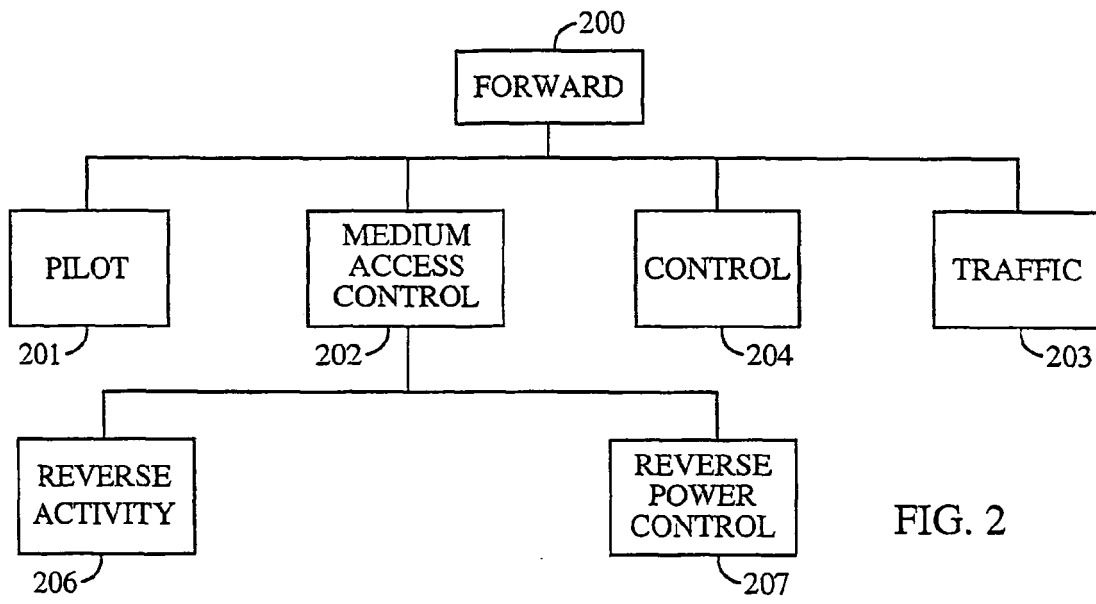 200
FORWARD
PILOT
MEDIUM
ACCESS
CONTROL
CONTROL
TRAFFIC
201
202
204
203
REVERSE
ACTIVITY
REVERSE
POWER
CONTROL
FIG. 2
206
207